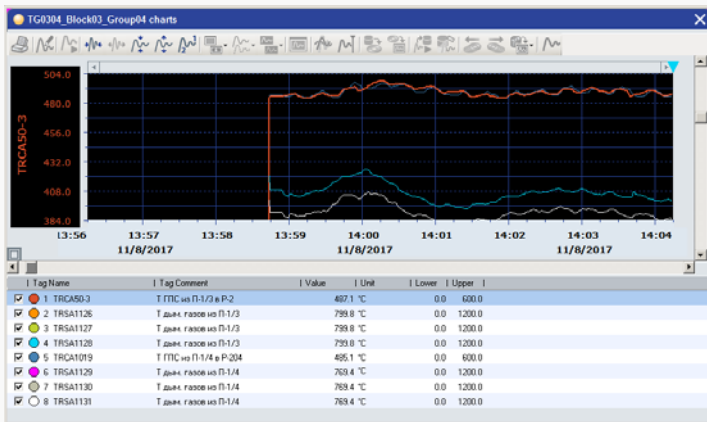 TG0304_Block03_Group04 charts
TRCA50-3
504.0
480.0
456.0
432.0
408.0
384.0
13:56 13:57 13:58 13:59 14:00 14:01 14:02 14:03 14:04
11/8/2017 11/8/2017 11/8/2017
Tag Name Tag Comment Value Unit Lower Upper
1 TRCA50-3 Т ГПС из П-1/3 в Р-2 487.1 °C 0.0 600.0
2 TRSA1126 Т дым. газов из П-1/3 799.8 °C 0.0 1200.0
3 TRSA1127 Т дым. газов из П-1/3 799.8 °C 0.0 1200.0
4 TRSA1128 Т дым. газов из П-1/3 799.8 °C 0.0 1200.0
5 TRCA1019 Т ГПС из П-1/4 в Р-204 485.1 °C 0.0 600.0
6 TRSA1129 Т дым. газов из П-1/4 769.4 °C 0.0 1200.0
7 TRSA1130 Т дым. газов из П-1/4 769.4 °C 0.0 1200.0
8 TRSA1131 Т дым. газов из П-1/4 769.4 °C 0.0 1200.0